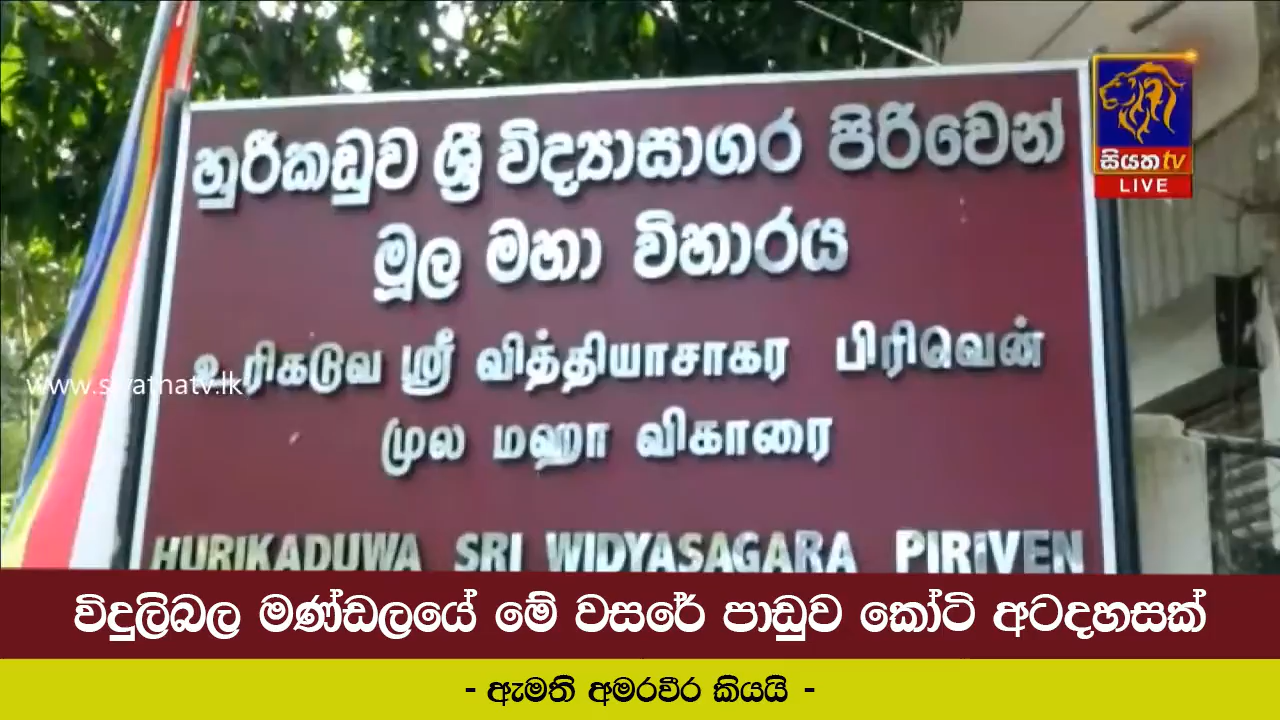 හුරීකඩුව ශ්‍රී විද්‍යාසාගර පිරිවෙන්
මූල මහා විහාරය
உரிகடுவ ஸ்ரீ வித்தியாசாகர பிரிவென்
முல மஹா விகாரை
HURIKADUWA SRI WIDYASAGARA PIRIVEN
සියත tv
LIVE
www.siyathatv.lk
විදුලිබල මණ්ඩලයේ මේ වසරේ පාඩුව කෝටි අටදහසක්
- ඇමති අමරවීර කියයි -